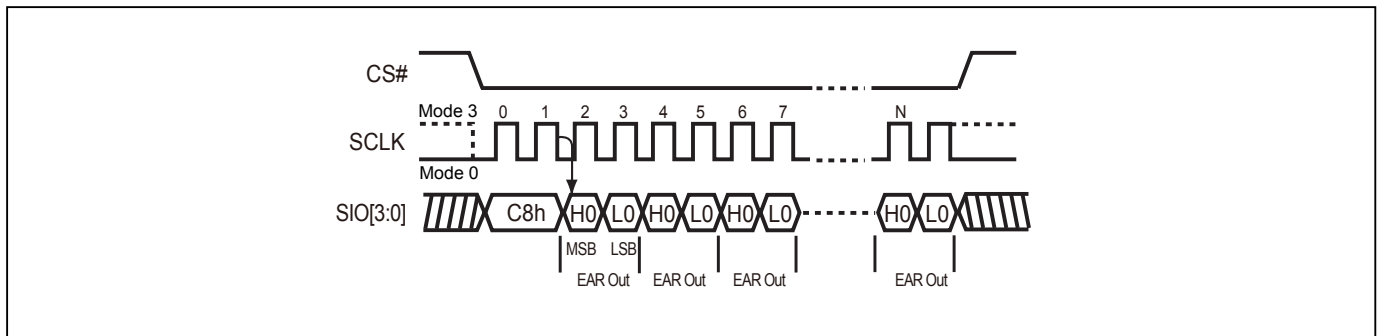 CS#
Mode 3 0 1 2 3 4 5 6 7 N
SCLK
Mode 0
SIO[3:0] C8h H0 L0 H0 L0 H0 L0 H0 L0
MSB LSB
EAR Out EAR Out EAR Out EAR Out